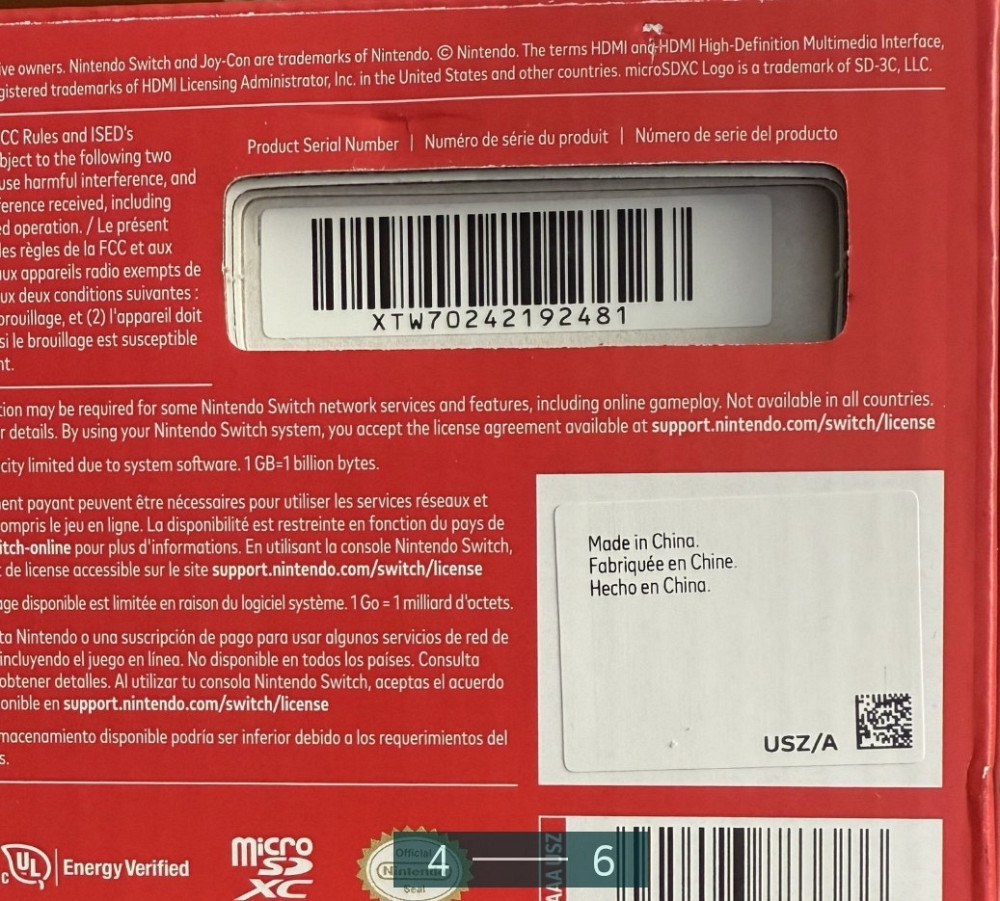 ive owners. Nintendo Switch and Joy-Con are trademarks of Nintendo. © Nintendo. The terms HDMI and HDMI High-Definition Multimedia Interface,
gistered trademarks of HDMI Licensing Administrator, Inc. in the United States and other countries. microSDXC Logo is a trademark of SD-3C, LLC.
CC Rules and ISED's
bject to the following two
use harmful interference, and
ference received, including
ed operation. / Le présent
les règles de la FCC et aux
aux appareils radio exempts de
ux deux conditions suivantes :
brouillage, et (2) l'appareil doit
si le brouillage est susceptible
nt.
Product Serial Number | Numéro de série du produit | Número de serie del producto
XTW70242192481
tion may be required for some Nintendo Switch network services and features, including online gameplay. Not available in all countries.
r details. By using your Nintendo Switch system, you accept the license agreement available at support.nintendo.com/switch/license
city limited due to system software. 1 GB=1 billion bytes.
ent payant peuvent être nécessaires pour utiliser les services réseaux et
ompris le jeu en ligne. La disponibilité est restreinte en fonction du pays de
itch-online pour plus d'informations. En utilisant la console Nintendo Switch,
t de license accessible sur le site support.nintendo.com/switch/license
age disponible est limitée en raison du logiciel système. 1 Go = 1 milliard d'octets.
ta Nintendo o una suscripción de pago para usar algunos servicios de red de
incluyendo el juego en línea. No disponible en todos los países. Consulta
obtener detalles. Al utilizar tu consola Nintendo Switch, aceptas el acuerdo
onible en support.nintendo.com/switch/license
macenamiento disponible podría ser inferior debido a los requerimientos del
s.
Made in China.
Fabriquée en Chine.
Hecho en China.
USZ/A
c UL Energy Verified
micro SD XC
Official
Nintendo
Seal
4 6
AAA USZ